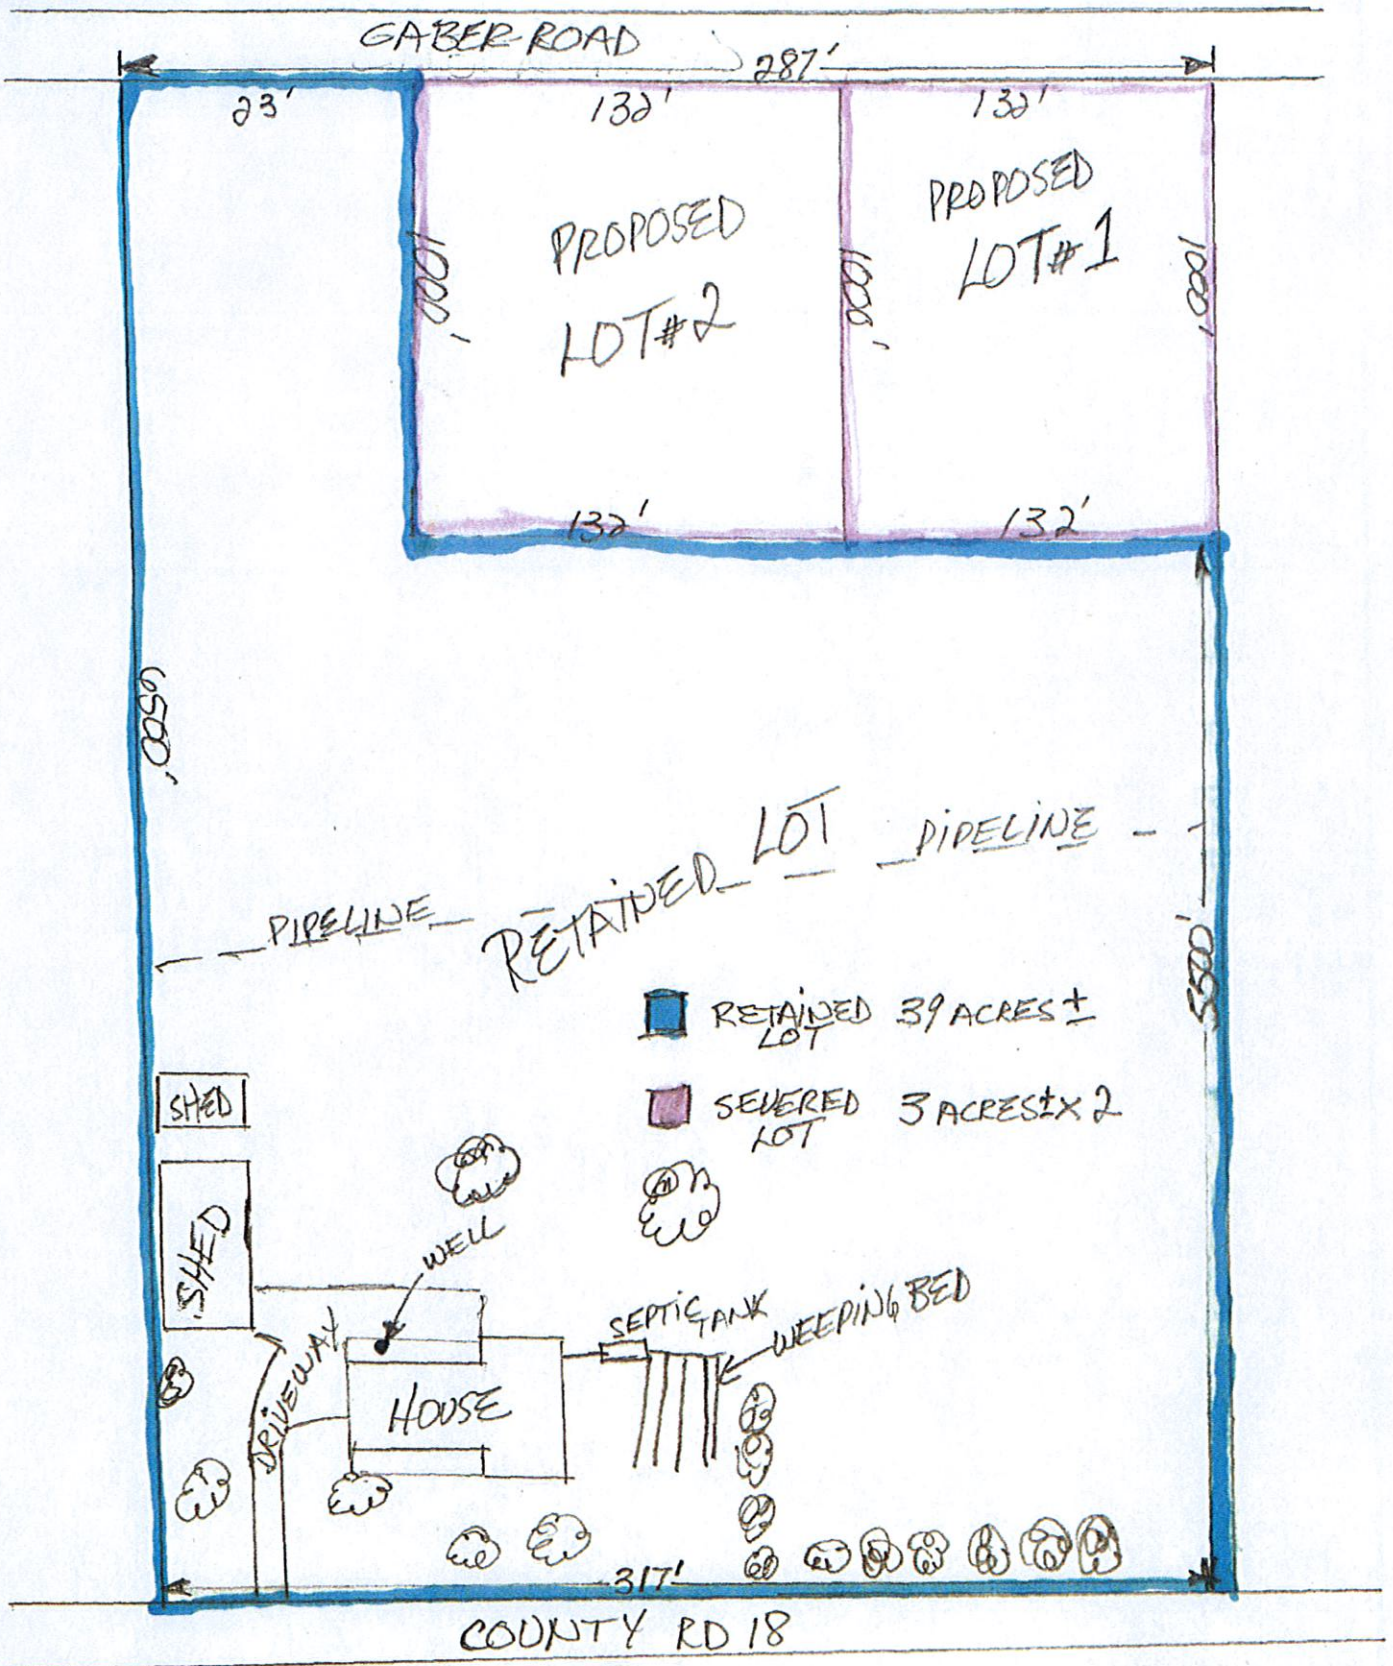 GABER ROAD
287'
23'
132'
132'
PROPOSED
LOT#2
PROPOSED
LOT#1
1000'
1000'
1000'
132'
132'
6500'
PIPELINE
RETAINED LOT
PIPELINE
5500'
RETAINED LOT 39 ACRES ±
SEVERED LOT 3 ACRES± X 2
SHED
SHED
WELL
DRIVEWAY
HOUSE
SEPTIC TANK
WEEPING BED
317'
COUNTY RD 18